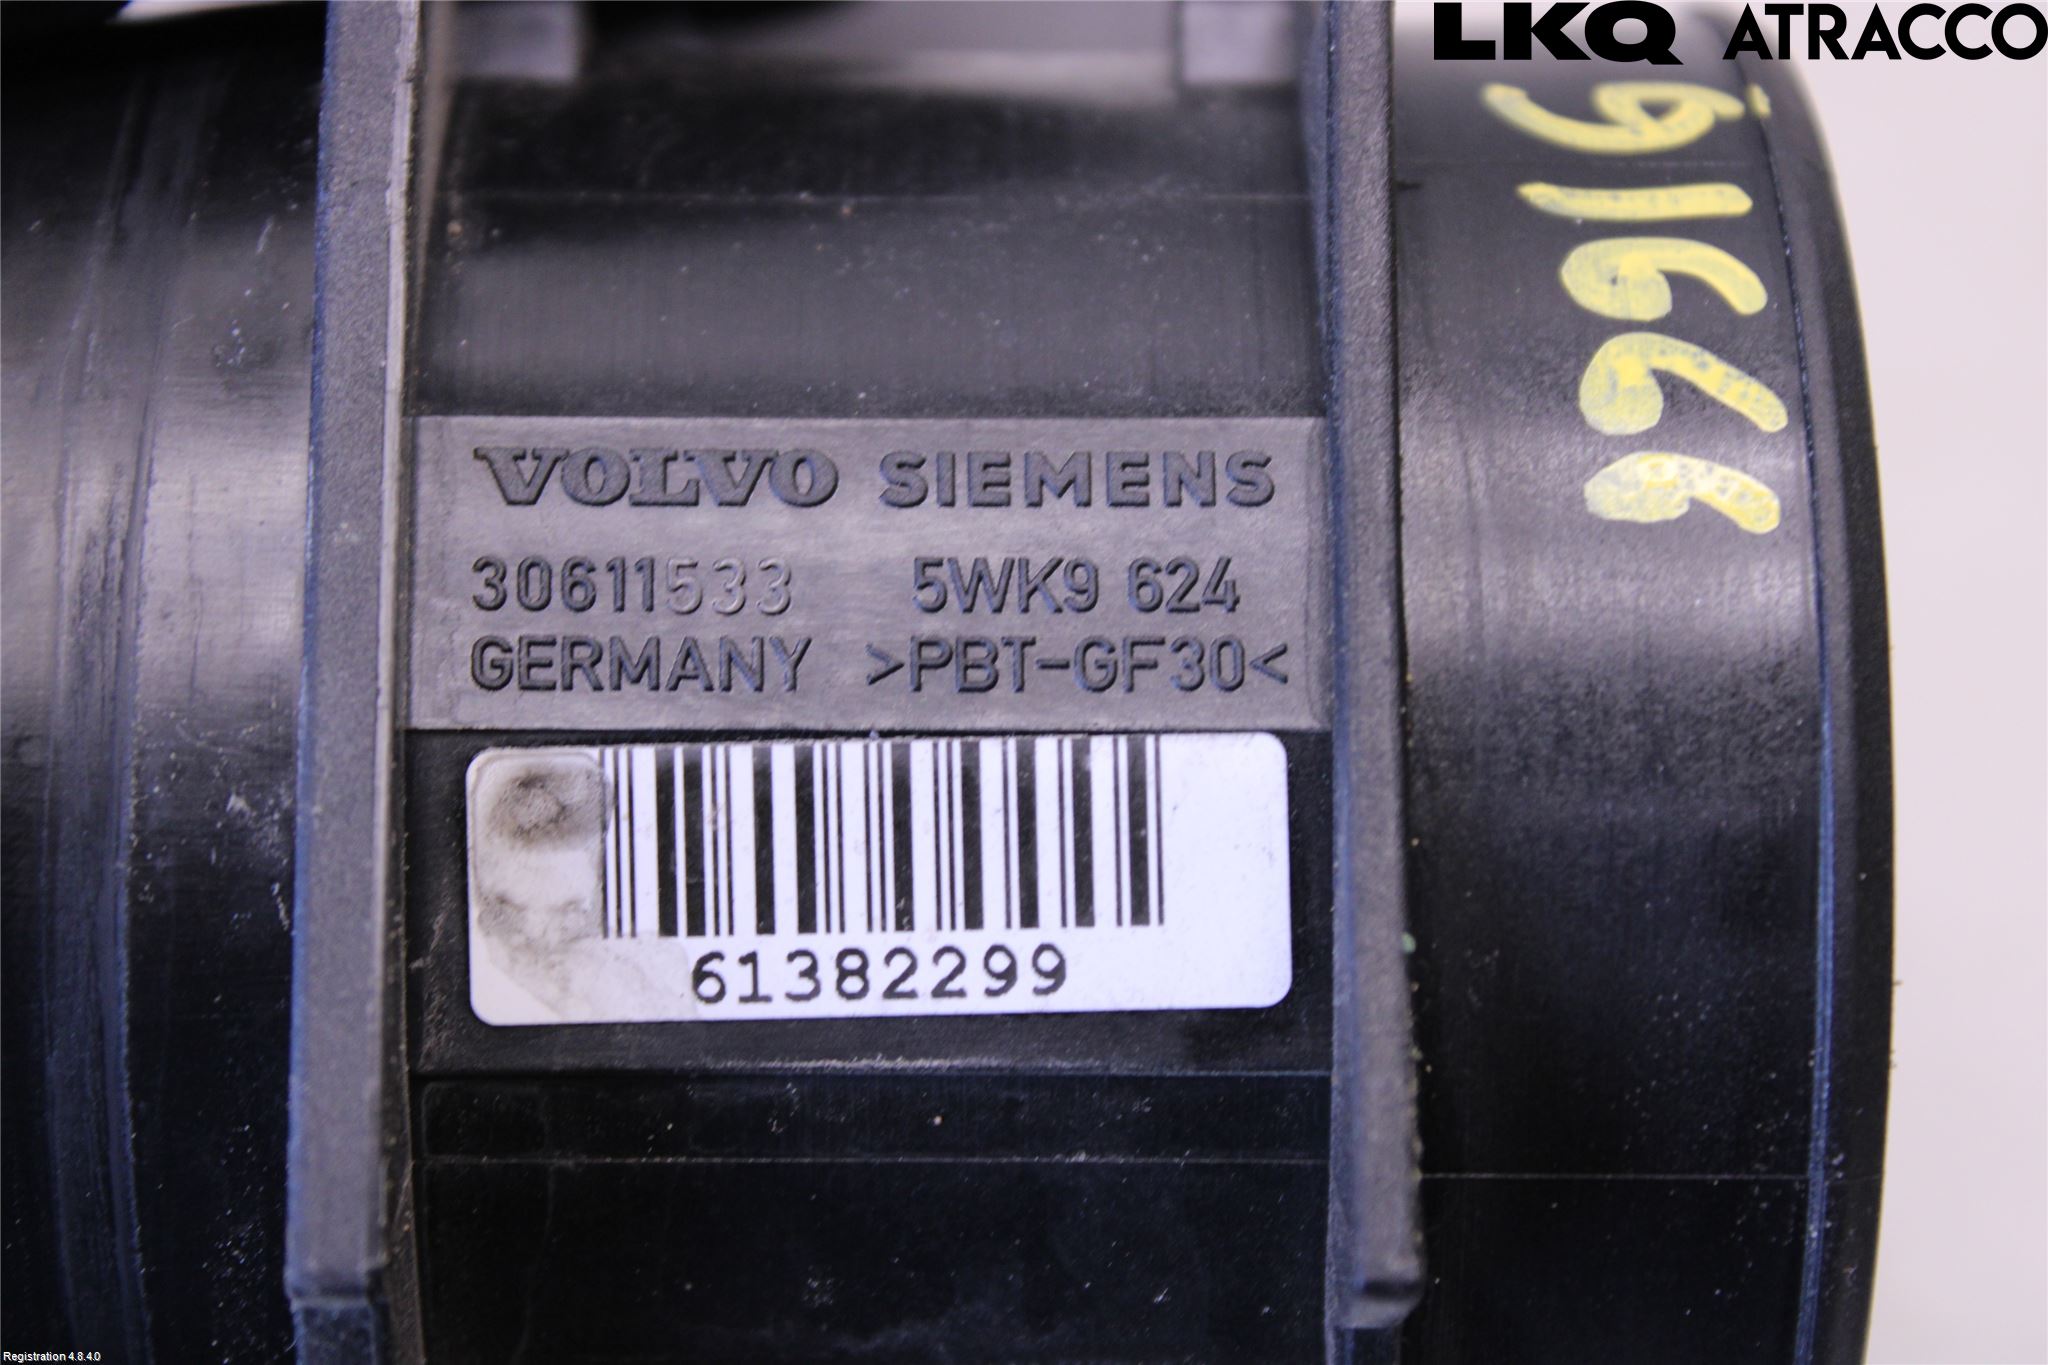 LKQ ATRACCO
VOLVO SIEMENS
30611533 5WK9 624
GERMANY >PBT-GF30<
61382299
Registration 4.8.4.0